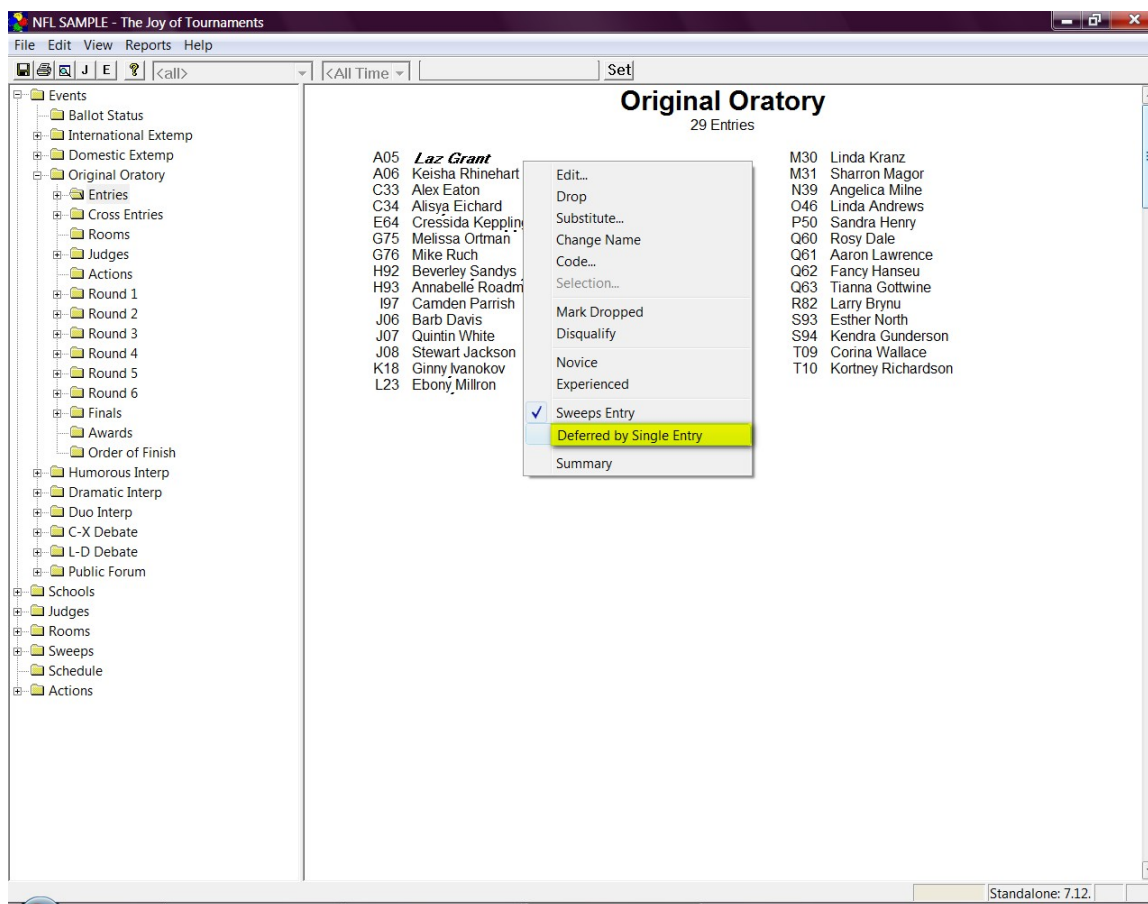 NFL SAMPLE - The Joy of Tournaments
File Edit View Reports Help
J E ? <all> <All Time Set
Events
Ballot Status
International Extemp
Domestic Extemp
Original Oratory
Entries
Cross Entries
Rooms
Judges
Actions
Round 1
Round 2
Round 3
Round 4
Round 5
Round 6
Finals
Awards
Order of Finish
Humorous Interp
Dramatic Interp
Duo Interp
C-X Debate
L-D Debate
Public Forum
Schools
Judges
Rooms
Sweeps
Schedule
Actions
Original Oratory
29 Entries
A05 Laz Grant
A06 Keisha Rhinehart
C33 Alex Eaton
C34 Alisya Eichard
E64 Cressida Kepplin
G75 Melissa Ortman
G76 Mike Ruch
H92 Beverley Sandys
H93 Annabelle Roadm
I97 Camden Parrish
J06 Barb Davis
J07 Quintin White
J08 Stewart Jackson
K18 Ginny Ivanokov
L23 Ebony Millron
Edit...
Drop
Substitute...
Change Name
Code...
Selection...
Mark Dropped
Disqualify
Novice
Experienced
Sweeps Entry
Deferred by Single Entry
Summary
M30 Linda Kranz
M31 Sharron Magor
N39 Angelica Milne
O46 Linda Andrews
P50 Sandra Henry
Q60 Rosy Dale
Q61 Aaron Lawrence
Q62 Fancy Hanseu
Q63 Tianna Gottwine
R82 Larry Brynu
S93 Esther North
S94 Kendra Gunderson
T09 Corina Wallace
T10 Kortney Richardson
Standalone: 7.12.